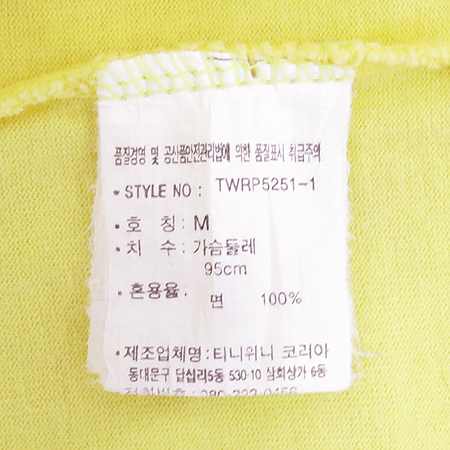 품질경영 및 공산품안전관리법에 의한 품질표시 취급주의
• STYLE NO : TWRP5251-1
• 호 칭 : M
• 치 수 : 가슴둘레
95cm
• 혼용율 : 면 100%
• 제조업체명 : 티니위니 코리아
동대문구 답십리5동 530-10 삼희상가 6동